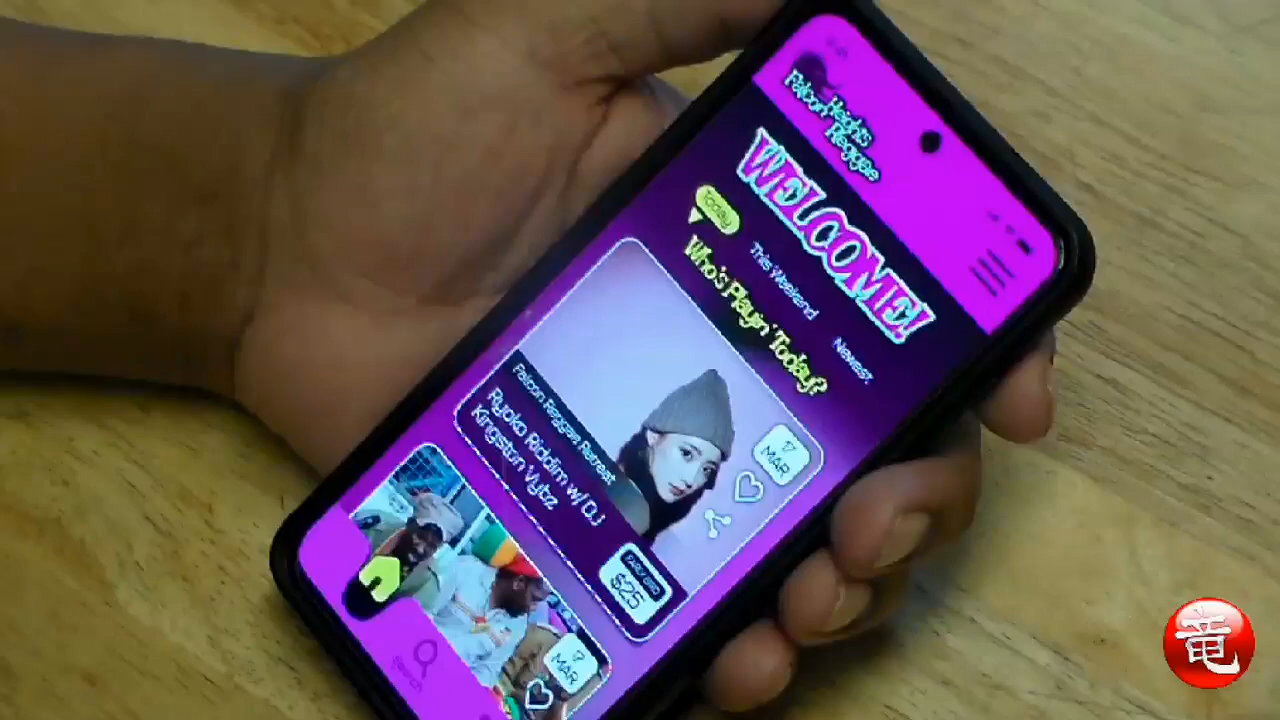 Falcon Heights
Reggae
WELCOME!
Today
This Weekend
Newest
Who's Playin' Today?
17
MAR
Falcon Reggae Retreat
Ryoko Riddim w/ DJ
Kingston Vybz
EARLY BIRD
$25
17
MAR
Search
竜